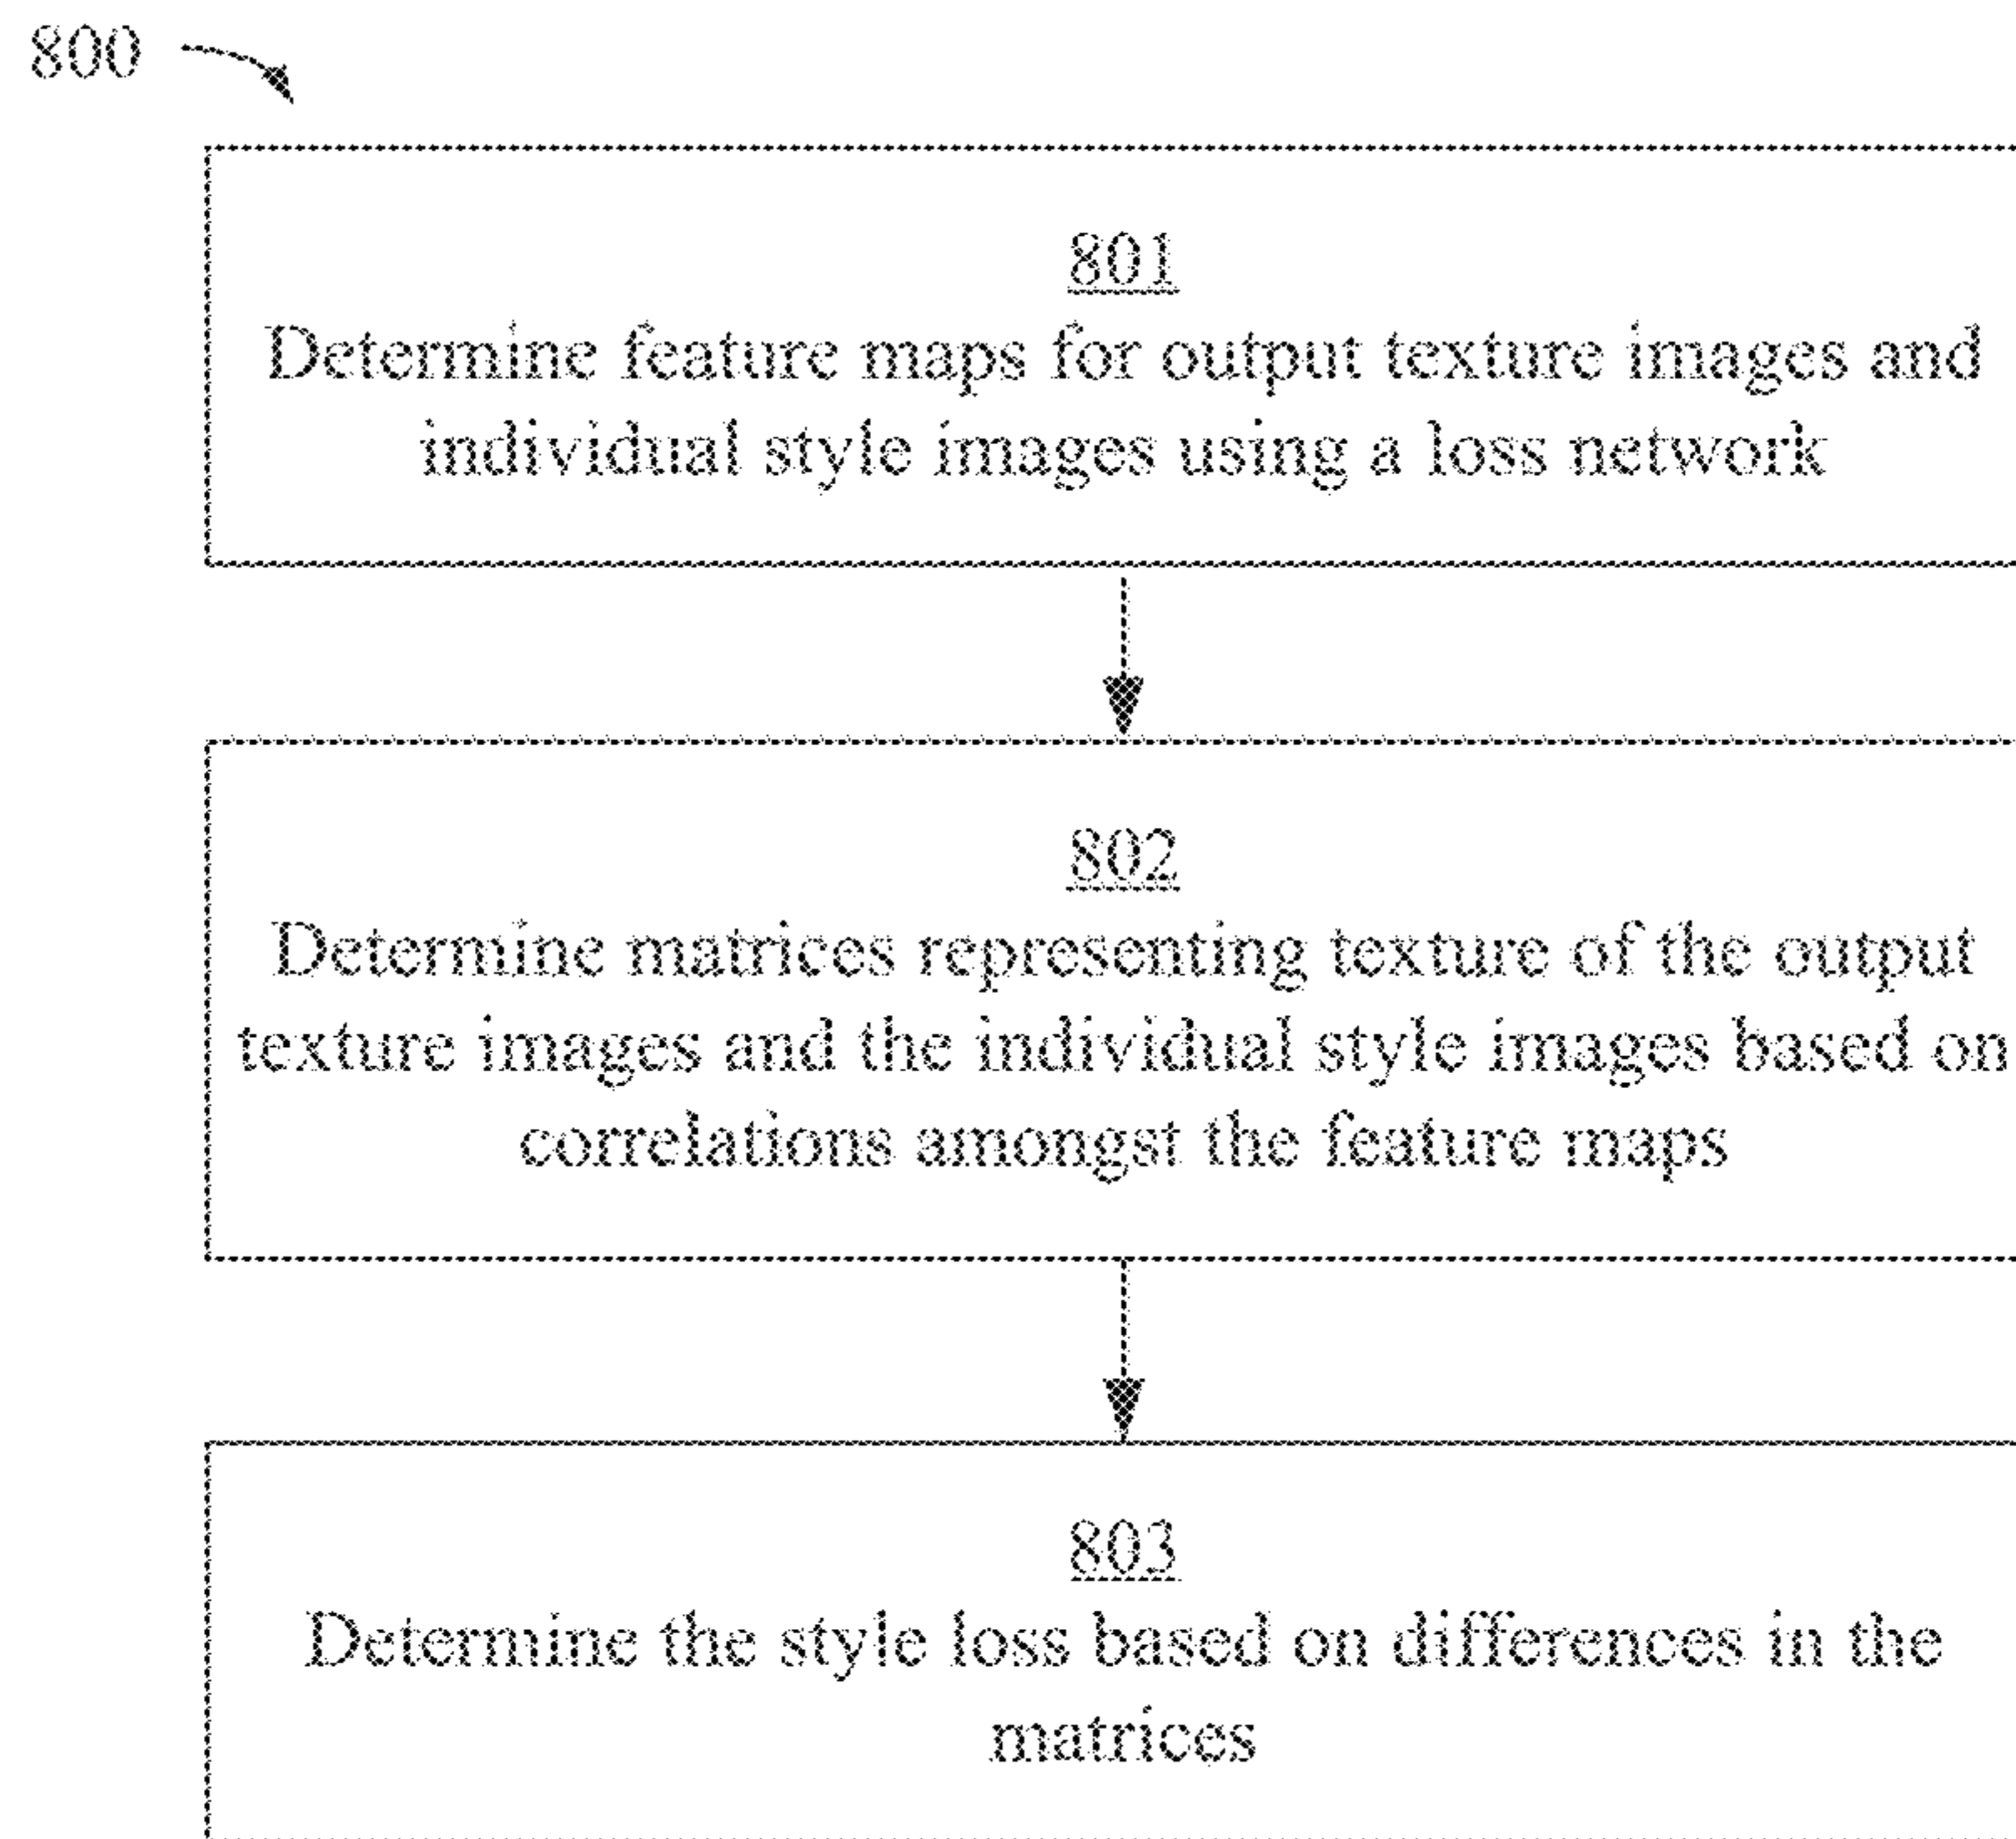 800
801
Determine feature maps for output texture images and
individual style images using a loss network
802
Determine matrices representing texture of the output
texture images and the individual style images based on
correlations amongst the feature maps
803
Determine the style loss based on differences in the
matrices